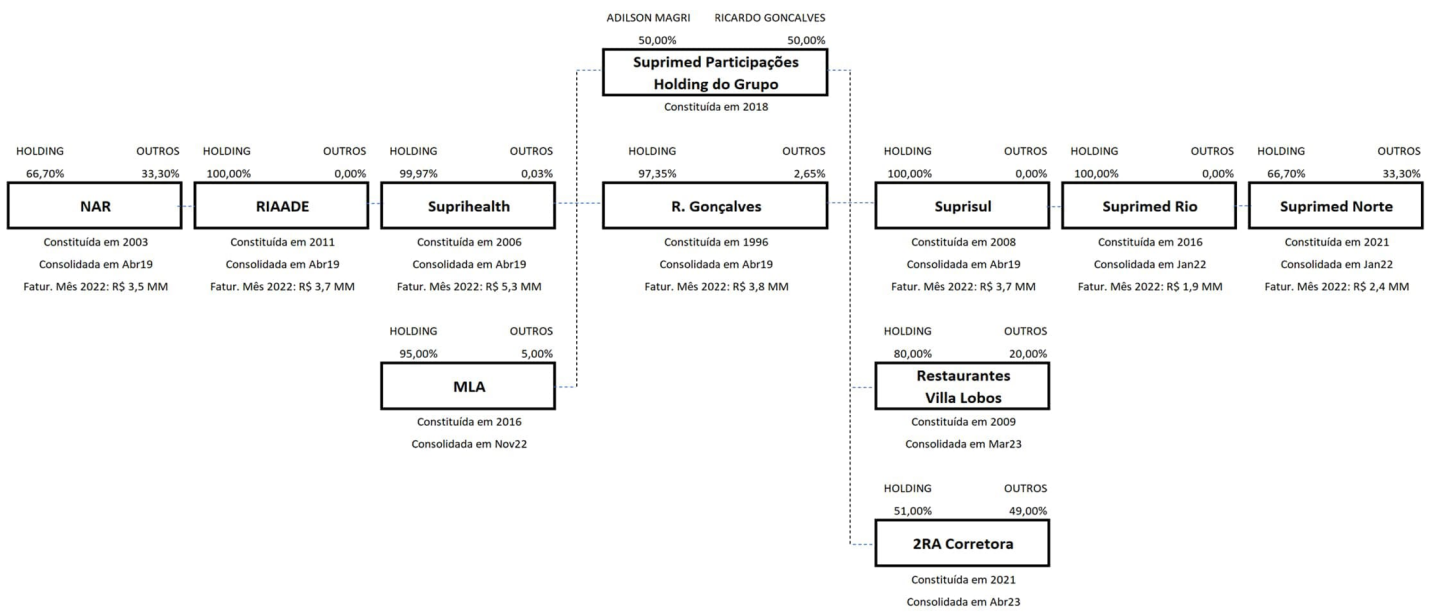 ADILSON MAGRI RICARDO GONCALVES
50,00% 50,00%
Suprimed Participações
Holding do Grupo
Constituída em 2018
HOLDING OUTROS HOLDING OUTROS HOLDING OUTROS HOLDING OUTROS HOLDING OUTROS HOLDING OUTROS HOLDING OUTROS
66,70% 33,30% 100,00% 0,00% 99,97% 0,03% 97,35% 2,65% 100,00% 0,00% 100,00% 0,00% 66,70% 33,30%
NAR RIAADE Suprihealth R. Gonçalves Suprisul Suprimed Rio Suprimed Norte
Constituída em 2003 Constituída em 2011 Constituída em 2006 Constituída em 1996 Constituída em 2008 Constituída em 2016 Constituída em 2021
Consolidada em Abr19 Consolidada em Abr19 Consolidada em Abr19 Consolidada em Abr19 Consolidada em Abr19 Consolidada em Jan22 Consolidada em Jan22
Fatur. Mês 2022: R$ 3,5 MM Fatur. Mês 2022: R$ 3,7 MM Fatur. Mês 2022: R$ 5,3 MM Fatur. Mês 2022: R$ 3,8 MM Fatur. Mês 2022: R$ 3,7 MM Fatur. Mês 2022: R$ 1,9 MM Fatur. Mês 2022: R$ 2,4 MM
HOLDING OUTROS HOLDING OUTROS
95,00% 5,00% 80,00% 20,00%
MLA
Restaurantes
Villa Lobos
Constituída em 2016 Constituída em 2009
Consolidada em Nov22 Consolidada em Mar23
HOLDING OUTROS
51,00% 49,00%
2RA Corretora
Constituída em 2021
Consolidada em Abr23